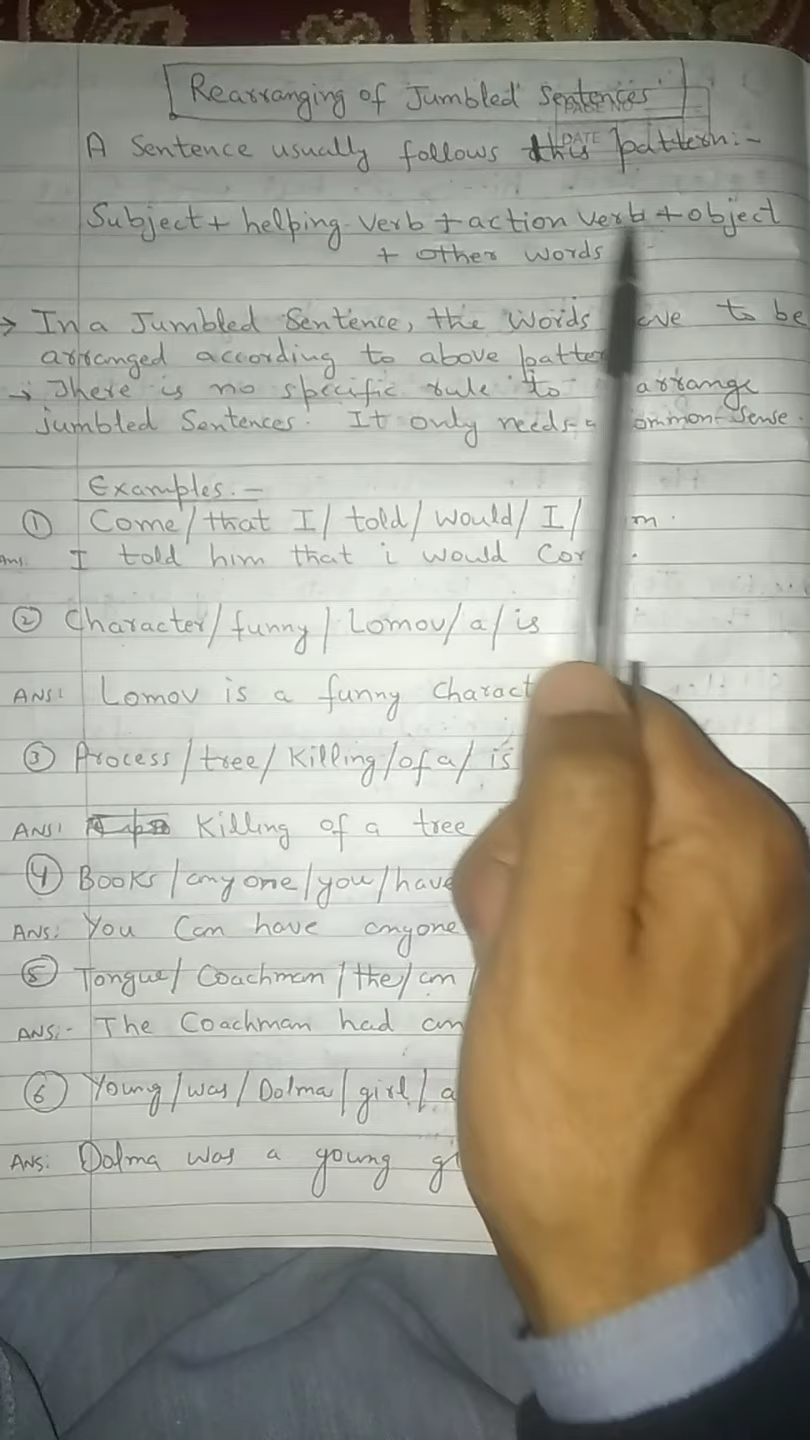 Rearranging of Jumbled Sentences
DATE
A Sentence usually follows this pattern:-
Subject + helping verb + action verb + object
+ other words
→ In a Jumbled Sentence, the words to be
arranged according to above
→ There is no specific rule to arrange
jumbled Sentences. It only needs Sense.
Examples:-
① Come/that I/told/would/I/
Ans. I told him that i would
② Character/funny/Lomov/a/is
ANS: Lomov is a funny
③ Process/tree/Killing/of a/is
ANS: Killing of a tree
④ Books/anyone/you/have
ANS: You Can have anyone
⑤ Tongue/Coachman/the/an
ANS:- The Coachman had an
⑥ Young/was/Dolma/girl/a
ANS: Dolma was a young